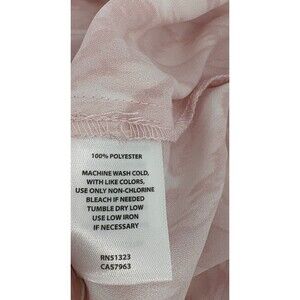 100% POLYESTER
MACHINE WASH COLD,
WITH LIKE COLORS,
USE ONLY NON-CHLORINE
BLEACH IF NEEDED
TUMBLE DRY LOW
USE LOW IRON
IF NECESSARY
RN51323
CA57963